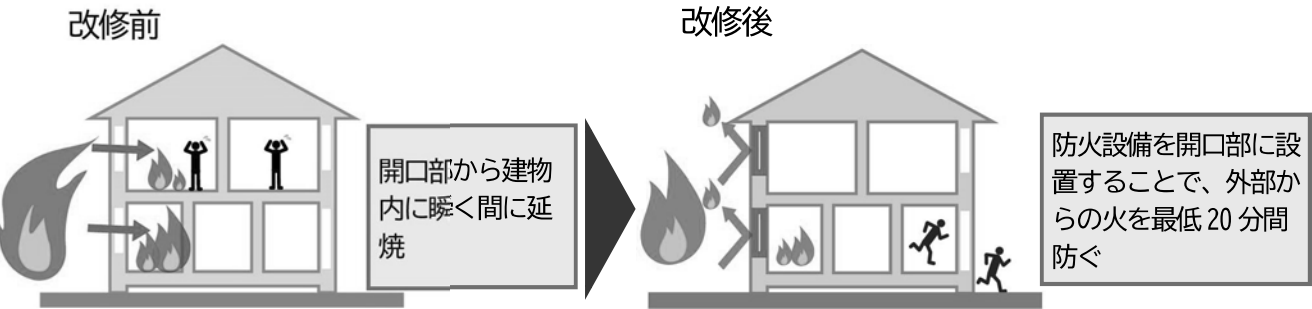 改修前
開口部から建物
内に瞬く間に延
焼
改修後
防火設備を開口部に設
置することで、外部か
らの火を最低 20 分間
防ぐ